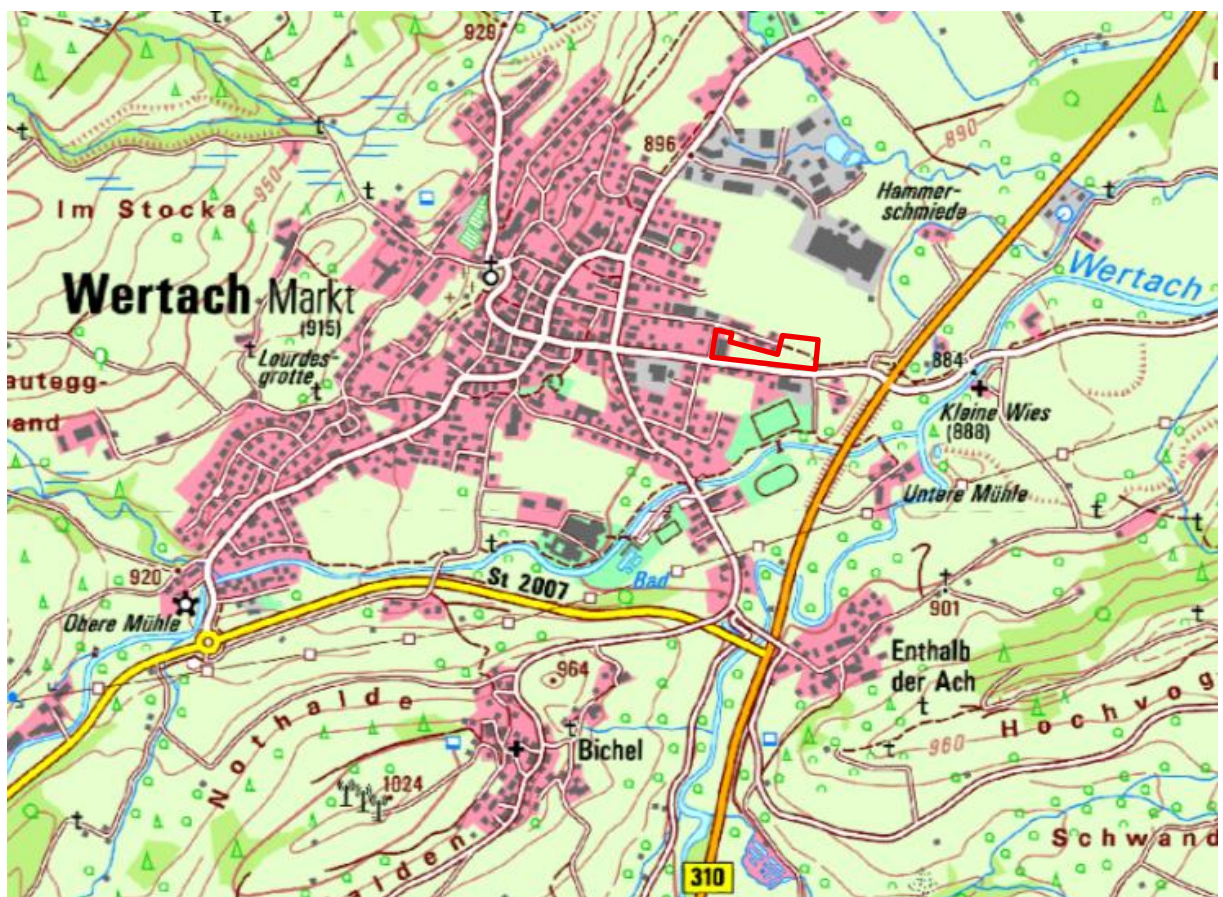 929
896
890
950
Im Stocka
Hammer-
schmiede
Wertach
Wertach Markt
(915)
Lourdes-
grotte
autegg-
and
884
Kleine Wies
(888)
Untere Mühle
920
St 2007
Bad
Obere Mühle
901
Enthalb
der Ach
964
Nothalde
Bichel
Hochvog
960
1024
Schwand
alden
310